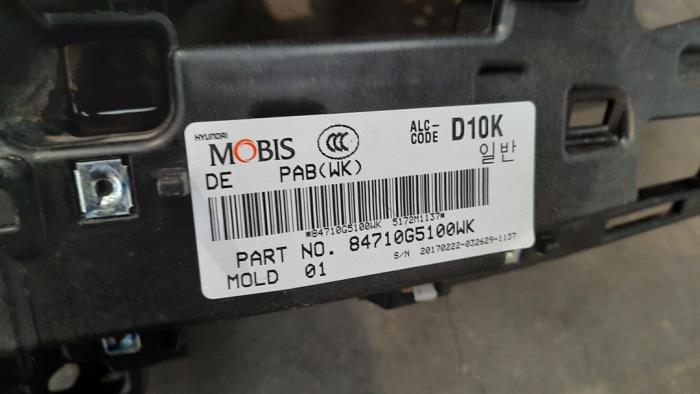 HYUNDAI
MOBIS CCC ALC-CODE D10K
DE PAB(WK) 일반
*84710G5100WK 5172M1137*
PART NO. 84710G5100WK
S/N 20170222-032629-1137
MOLD 01